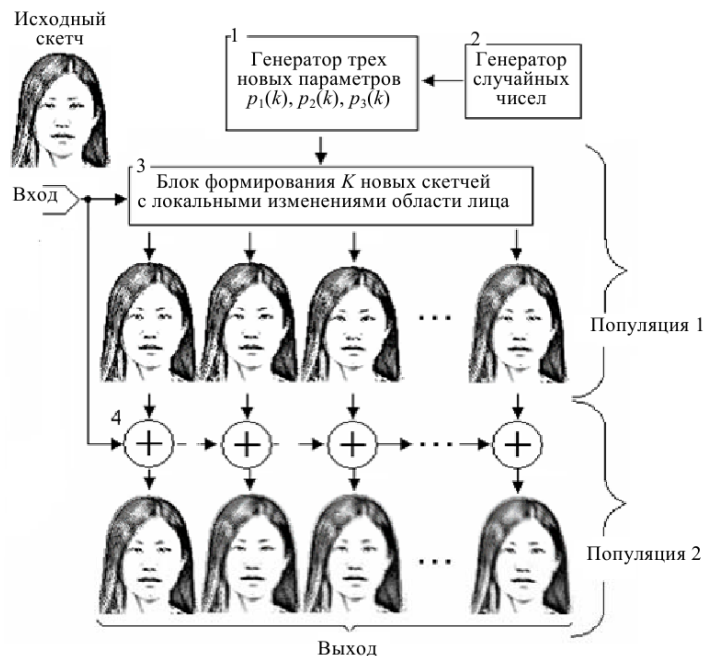 Исходный
скетч
1
Генератор трех
новых параметров
p₁(k), p₂(k), p₃(k)
2
Генератор
случайных
чисел
3
Блок формирования K новых скетчей
с локальными изменениями области лица
Вход
...
Популяция 1
4
...
...
Популяция 2
Выход